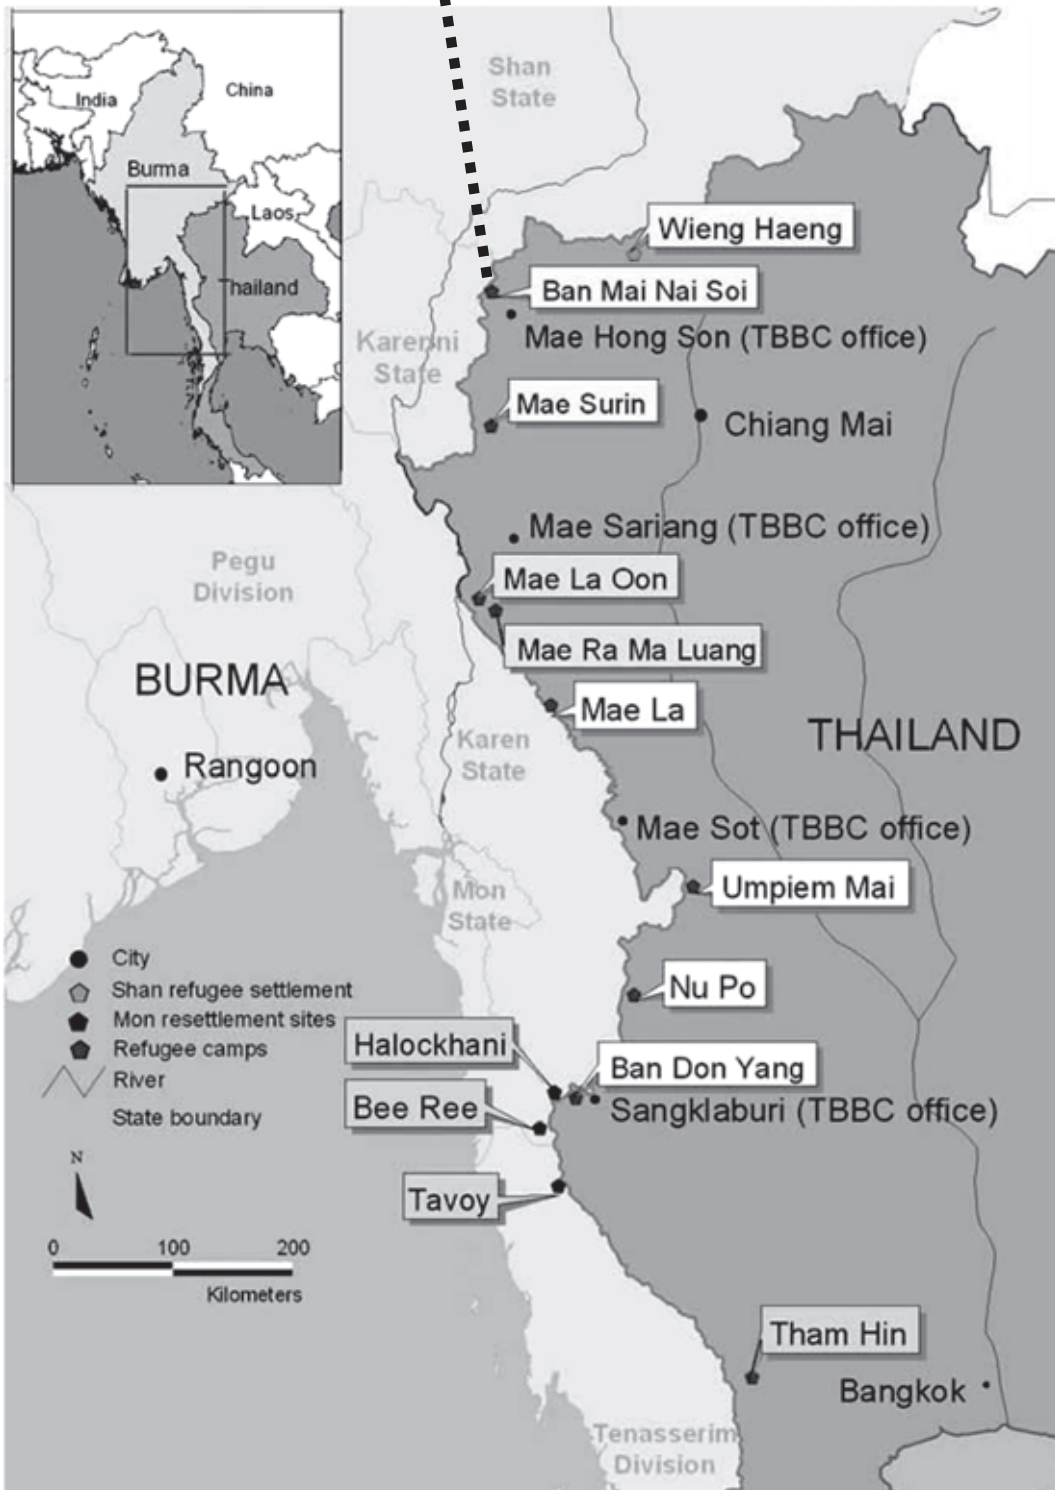 India
China
Burma
Laos
Thailand
Shan
State
Wieng Haeng
Ban Mai Nai Soi
Mae Hong Son (TBBC office)
Karenni
State
Mae Surin
Chiang Mai
Mae Sariang (TBBC office)
Pegu
Division
Mae La Oon
Mae Ra Ma Luang
BURMA
Mae La
Karen
State
THAILAND
Rangoon
Mae Sot (TBBC office)
Mon
State
Umpiem Mai
City
Shan refugee settlement
Mon resettlement sites
Refugee camps
River
State boundary
Nu Po
Halockhani
Ban Don Yang
Bee Ree
Sangklaburi (TBBC office)
Tavoy
N
0 100 200
Kilometers
Tham Hin
Bangkok
Tenasserim
Division